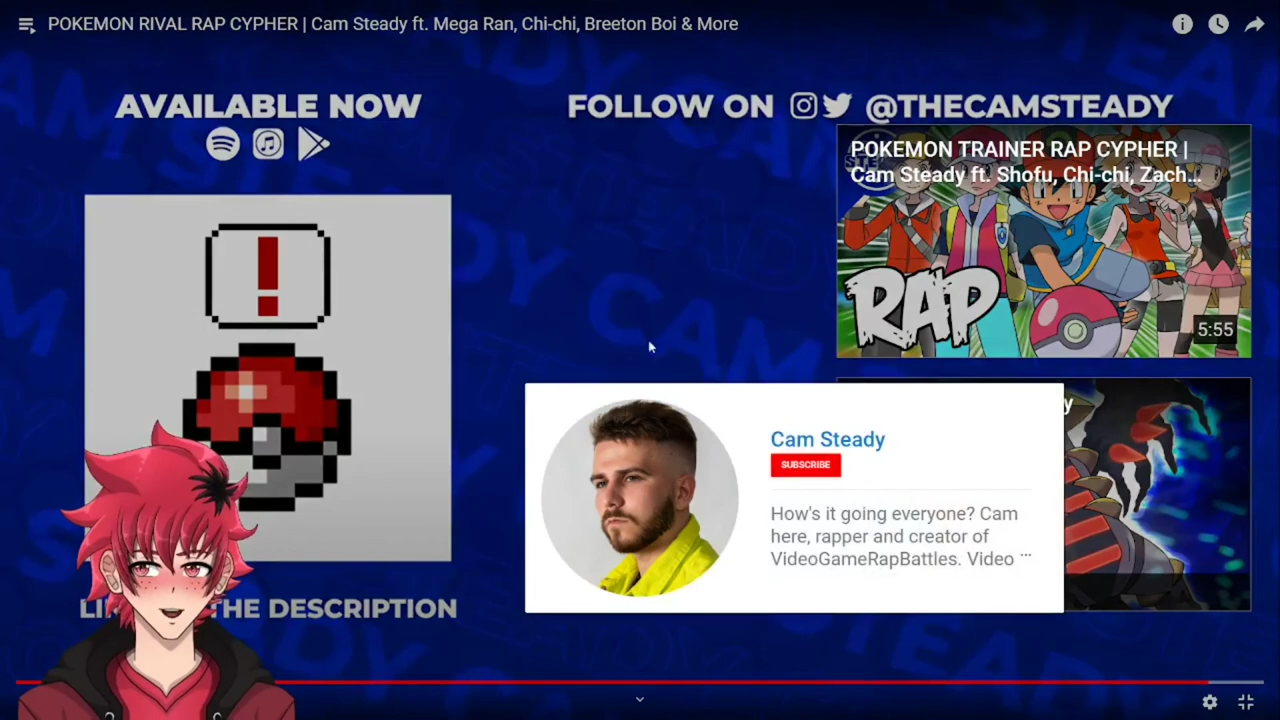 POKEMON RIVAL RAP CYPHER | Cam Steady ft. Mega Ran, Chi-chi, Breeton Boi & More
AVAILABLE NOW
FOLLOW ON @THECAMSTEADY
POKEMON TRAINER RAP CYPHER |
Cam Steady ft. Shofu, Chi-chi, Zach...
RAP
5:55
!
y
Cam Steady
SUBSCRIBE
How's it going everyone? Cam
here, rapper and creator of
VideoGameRapBattles. Video ...
THE DESCRIPTION